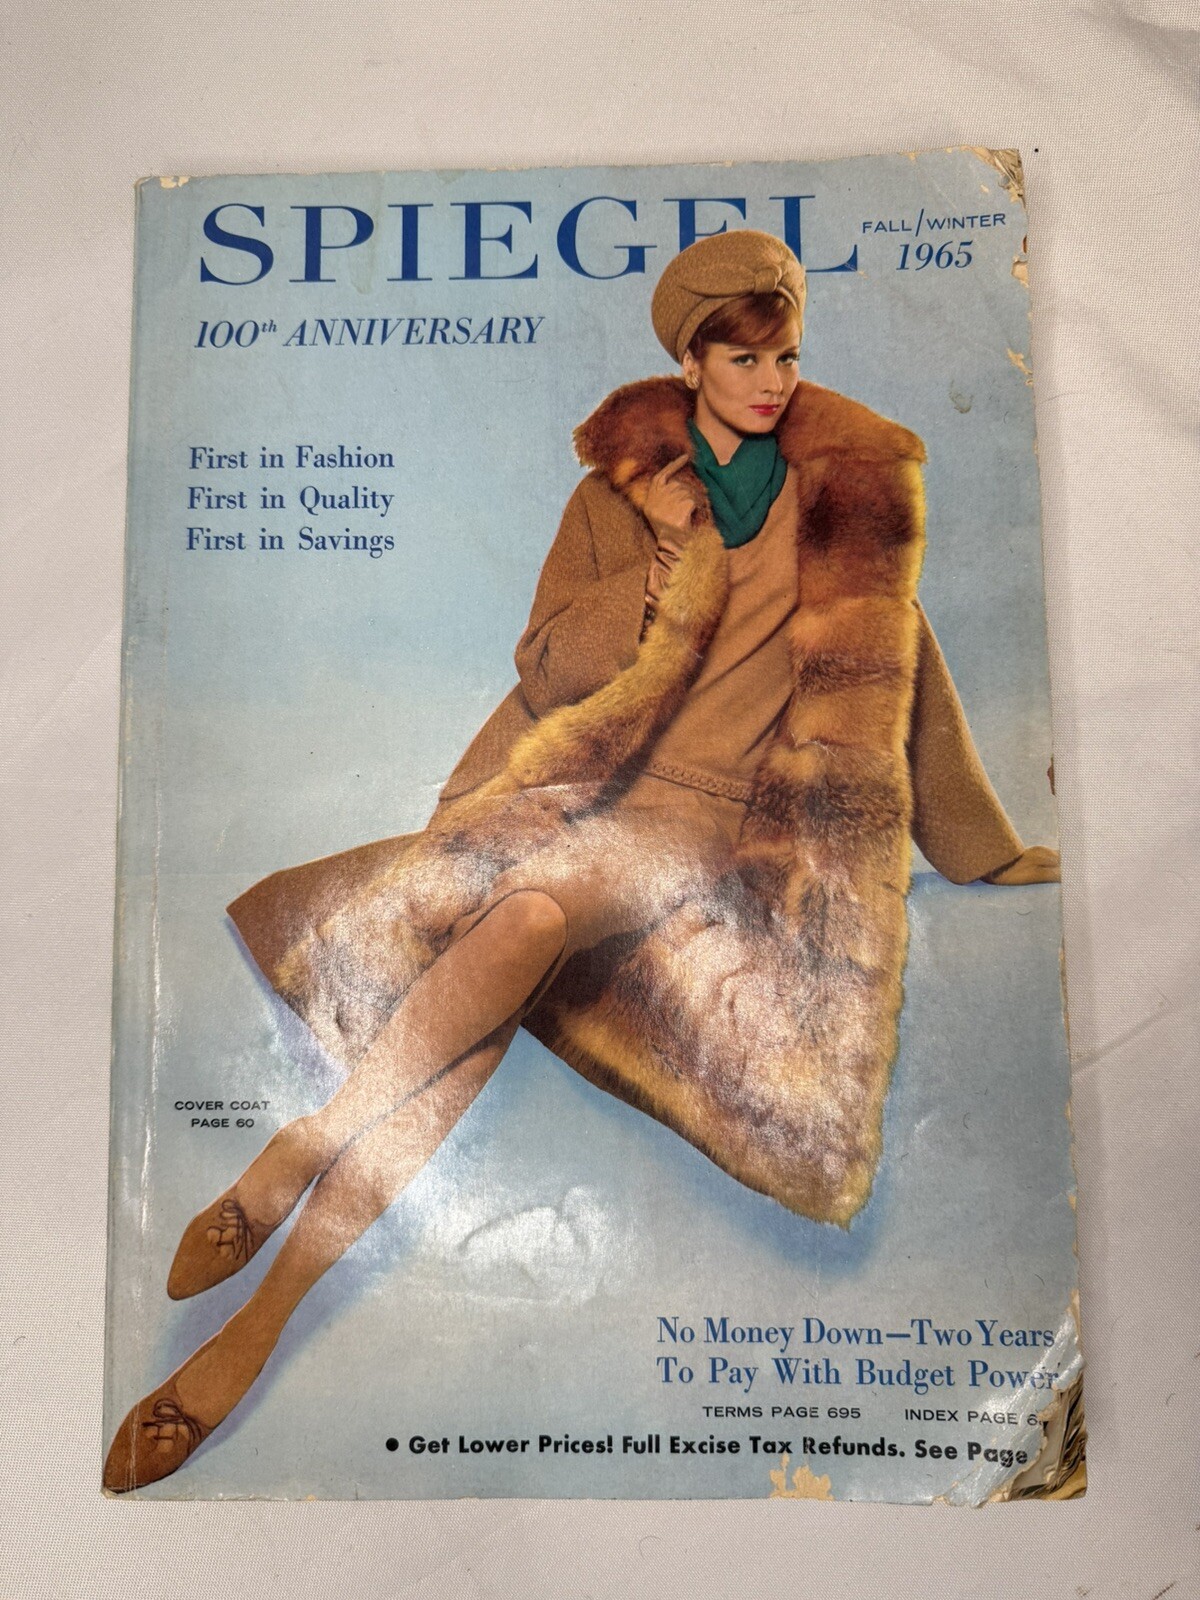 SPIEGEL
FALL/WINTER
1965
100th ANNIVERSARY
First in Fashion
First in Quality
First in Savings
COVER COAT
PAGE 60
No Money Down—Two Years
To Pay With Budget Power
TERMS PAGE 695 INDEX PAGE
• Get Lower Prices! Full Excise Tax Refunds. See Page